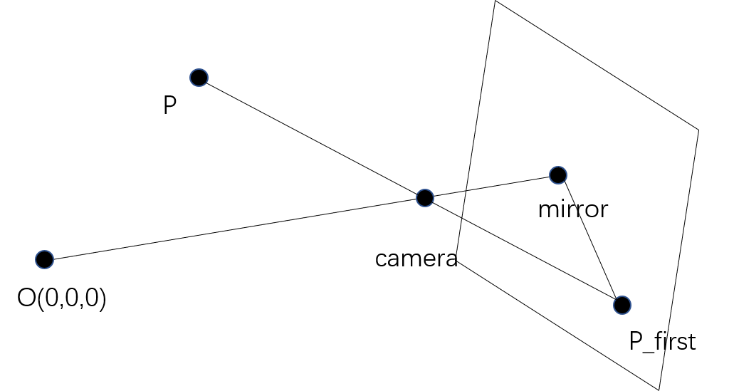 P
mirror
camera
O(0,0,0)
P_first